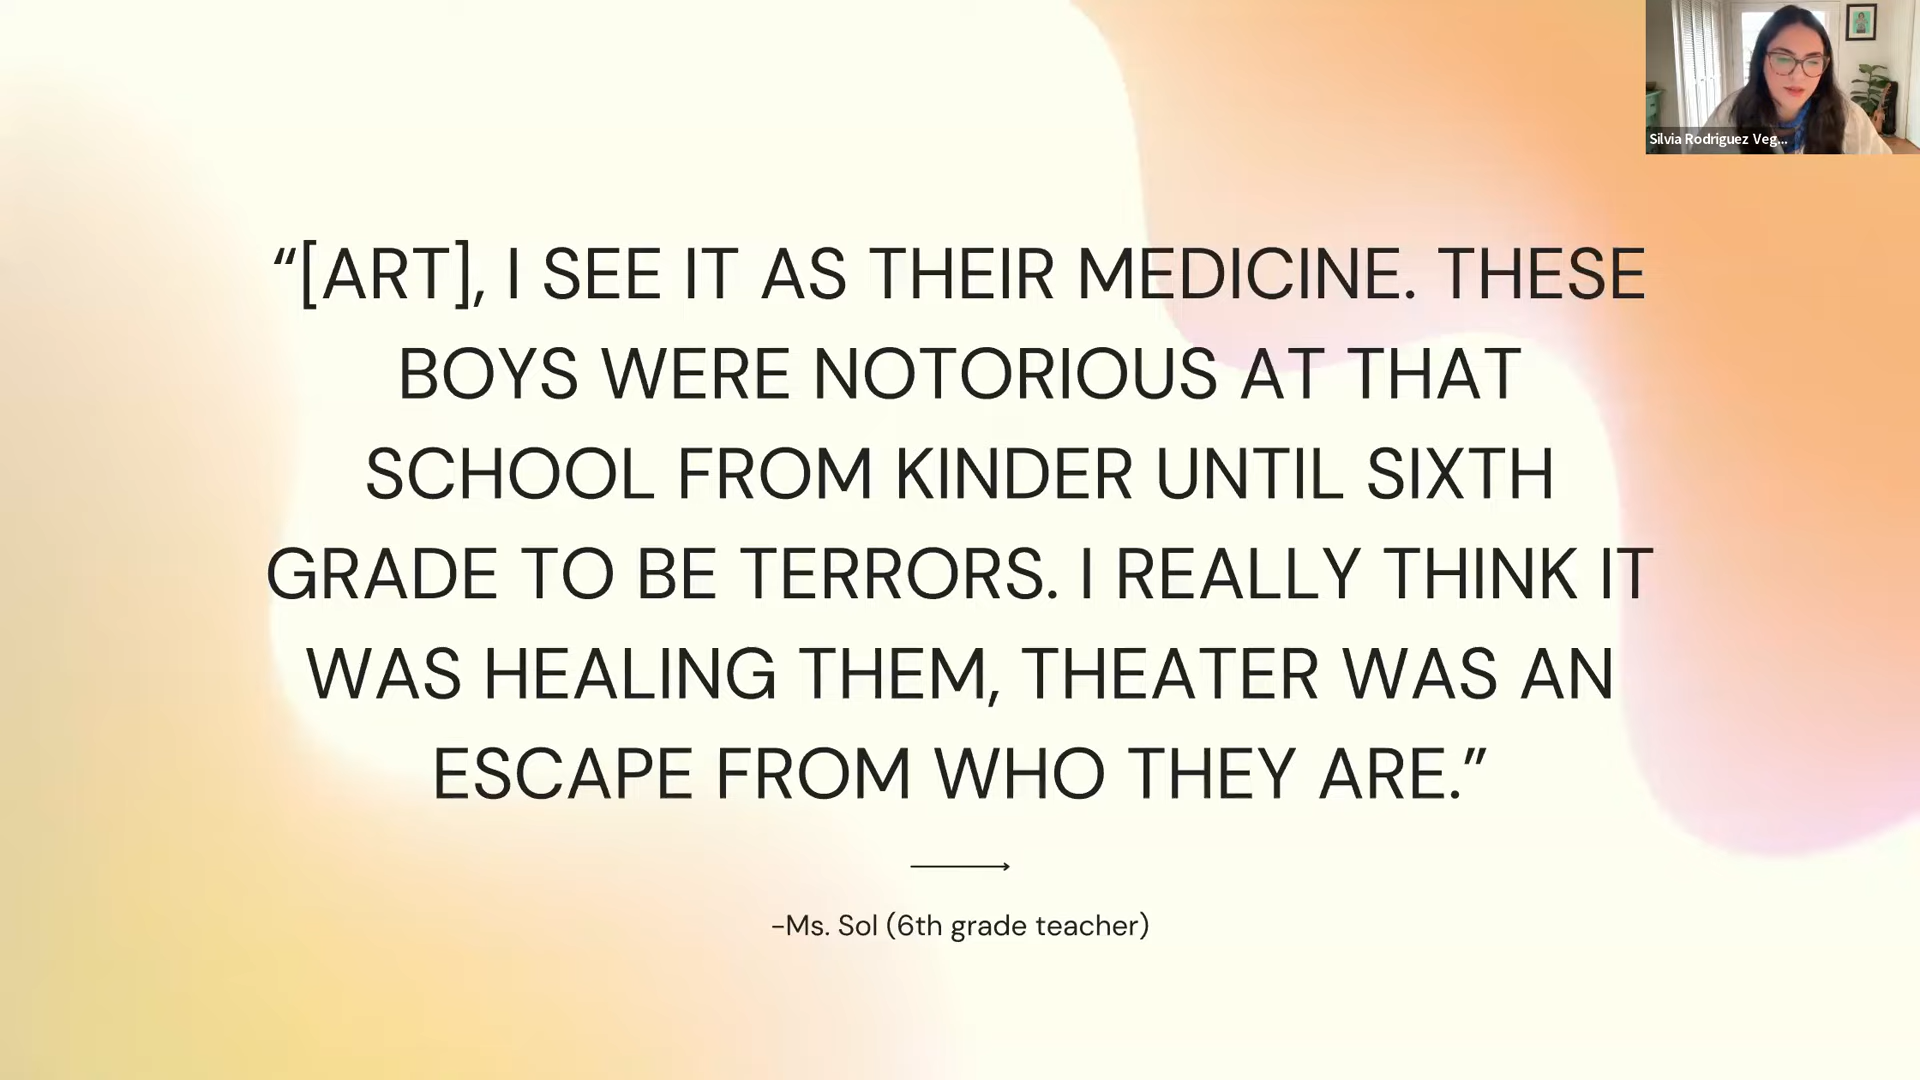 Silvia Rodriguez Veg...
“[ART], I SEE IT AS THEIR MEDICINE. THESE
BOYS WERE NOTORIOUS AT THAT
SCHOOL FROM KINDER UNTIL SIXTH
GRADE TO BE TERRORS. I REALLY THINK IT
WAS HEALING THEM, THEATER WAS AN
ESCAPE FROM WHO THEY ARE.”
-Ms. Sol (6th grade teacher)